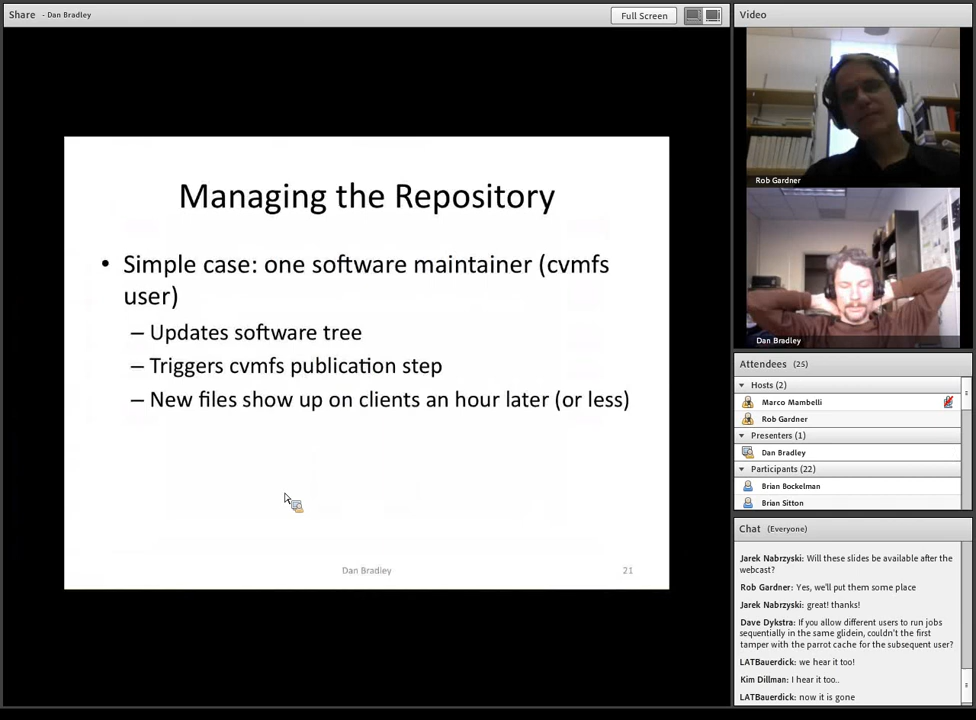 Share - Dan Bradley
Full Screen
Managing the Repository
• Simple case: one software maintainer (cvmfs
user)
– Updates software tree
– Triggers cvmfs publication step
– New files show up on clients an hour later (or less)
Dan Bradley
21
Video
Rob Gardner
Dan Bradley
Attendees (25)
Hosts (2)
Marco Mambelli
Rob Gardner
Presenters (1)
Dan Bradley
Participants (22)
Brian Bockelman
Brian Sitton
Chat (Everyone)
Jarek Nabrzyski: Will these slides be available after the
webcast?
Rob Gardner: Yes, we'll put them some place
Jarek Nabrzyski: great! thanks!
Dave Dykstra: If you allow different users to run jobs
sequentially in the same glidein, couldn't the first
tamper with the parrot cache for the subsequent user?
LATBauerdick: we hear it too!
Kim Dillman: I hear it too..
LATBauerdick: now it is gone